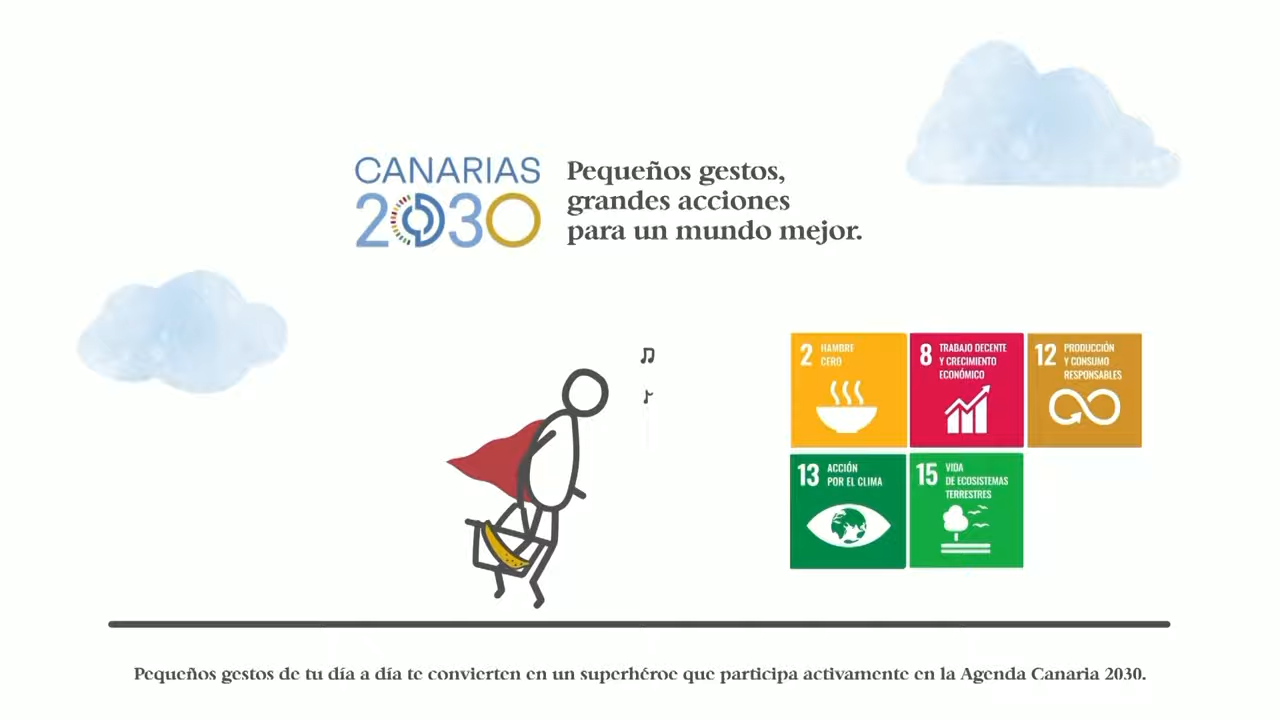 CANARIAS
2030
Pequeños gestos,
grandes acciones
para un mundo mejor.
2 HAMBRE
CERO
8 TRABAJO DECENTE
Y CRECIMIENTO
ECONÓMICO
12 PRODUCCIÓN
Y CONSUMO
RESPONSABLES
13 ACCIÓN
POR EL CLIMA
15 VIDA
DE ECOSISTEMAS
TERRESTRES
Pequeños gestos de tu día a día te convierten en un superhéroe que participa activamente en la Agenda Canaria 2030.